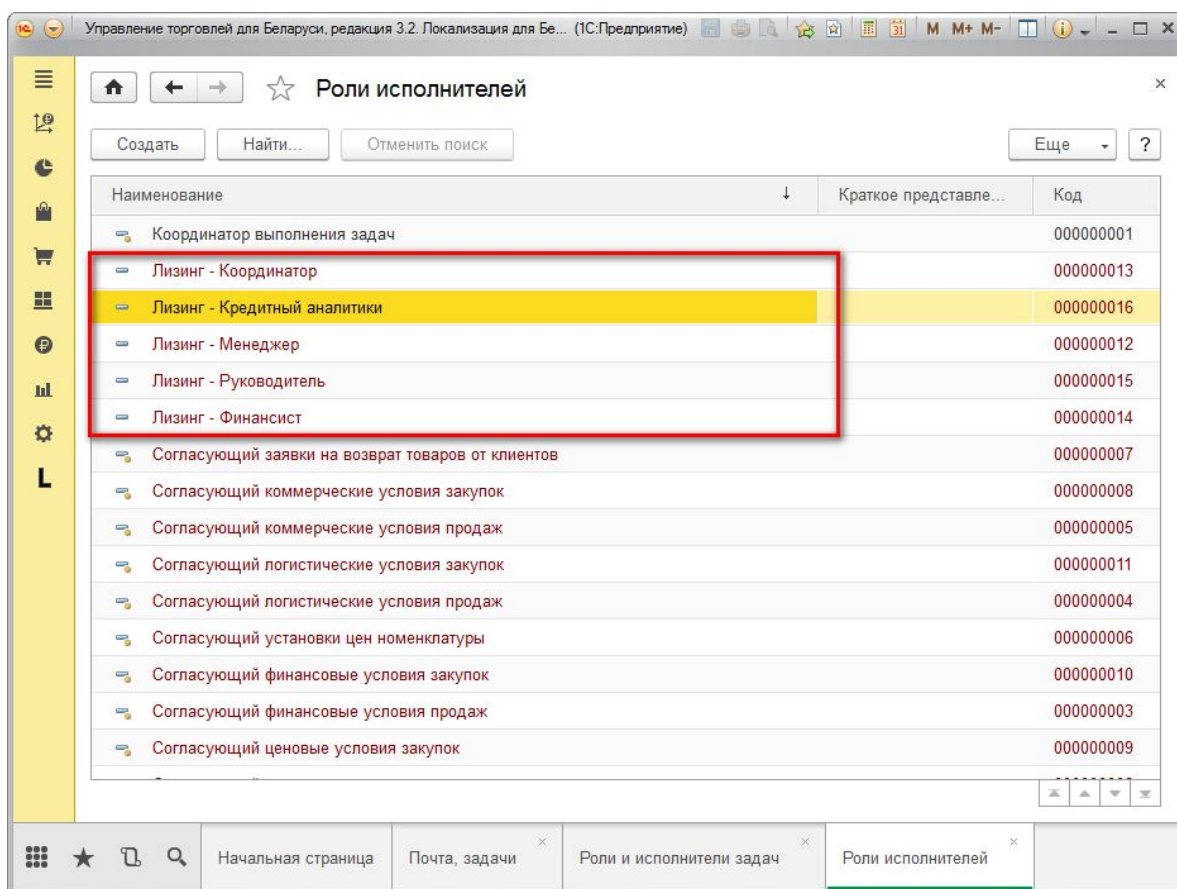 1С Управление торговлей для Беларуси, редакция 3.2. Локализация для Бе... (1С:Предприятие) 31 M M+ M-
Роли исполнителей
Создать Найти... Отменить поиск Еще ?
Наименование Краткое представле... Код
Координатор выполнения задач 000000001
Лизинг - Координатор 000000013
Лизинг - Кредитный аналитики 000000016
Лизинг - Менеджер 000000012
Лизинг - Руководитель 000000015
Лизинг - Финансист 000000014
L Согласующий заявки на возврат товаров от клиентов 000000007
Согласующий коммерческие условия закупок 000000008
Согласующий коммерческие условия продаж 000000005
Согласующий логистические условия закупок 000000011
Согласующий логистические условия продаж 000000004
Согласующий установки цен номенклатуры 000000006
Согласующий финансовые условия закупок 000000010
Согласующий финансовые условия продаж 000000003
Согласующий ценовые условия закупок 000000009
Начальная страница Почта, задачи Роли и исполнители задач Роли исполнителей